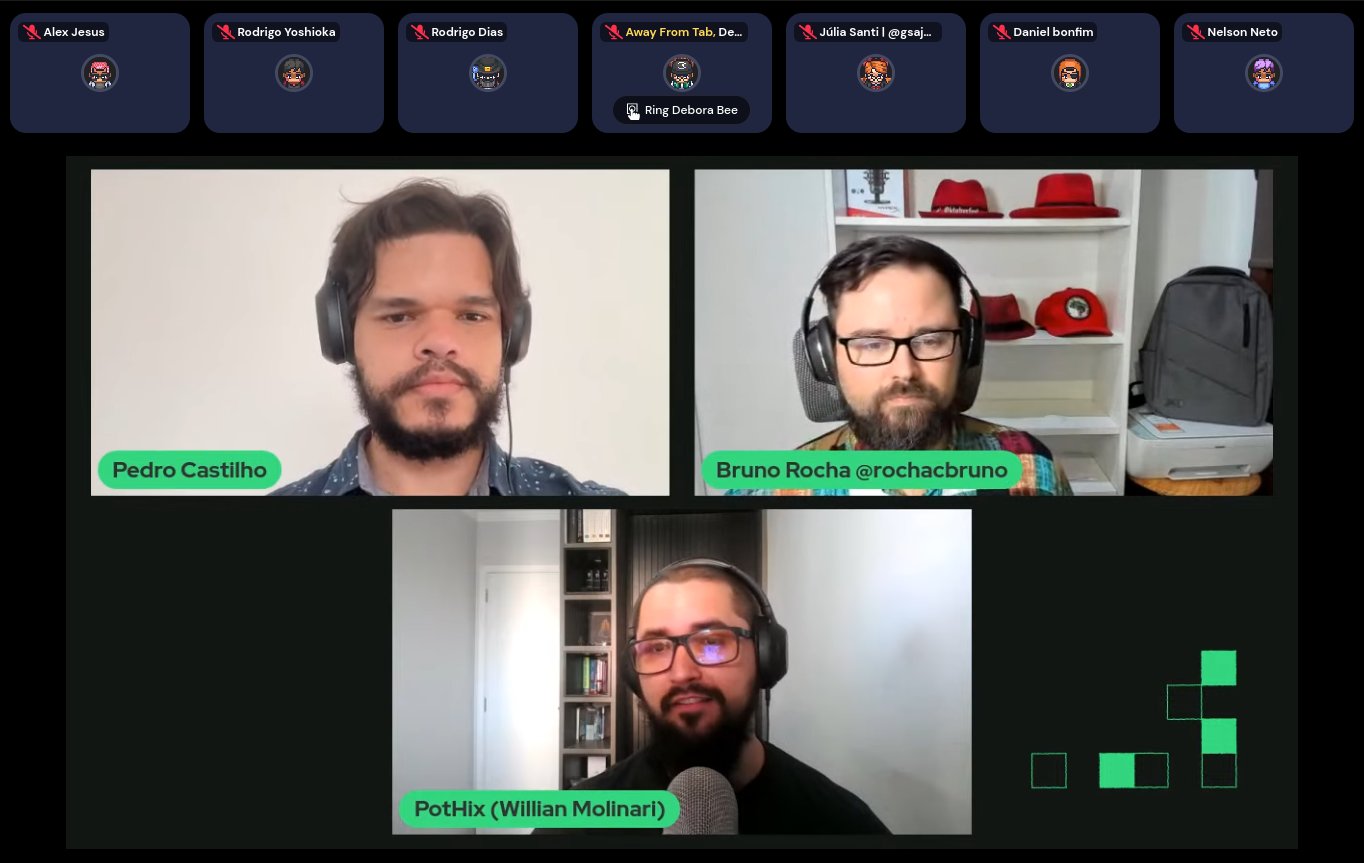 Alex Jesus
Rodrigo Yoshioka
Rodrigo Dias
Away From Tab, De...
Júlia Santi | @gsaj...
Daniel bonfim
Nelson Neto
Ring Debora Bee
Oktoberfest
Pedro Castilho
Bruno Rocha @rochacbruno
PotHix (Willian Molinari)